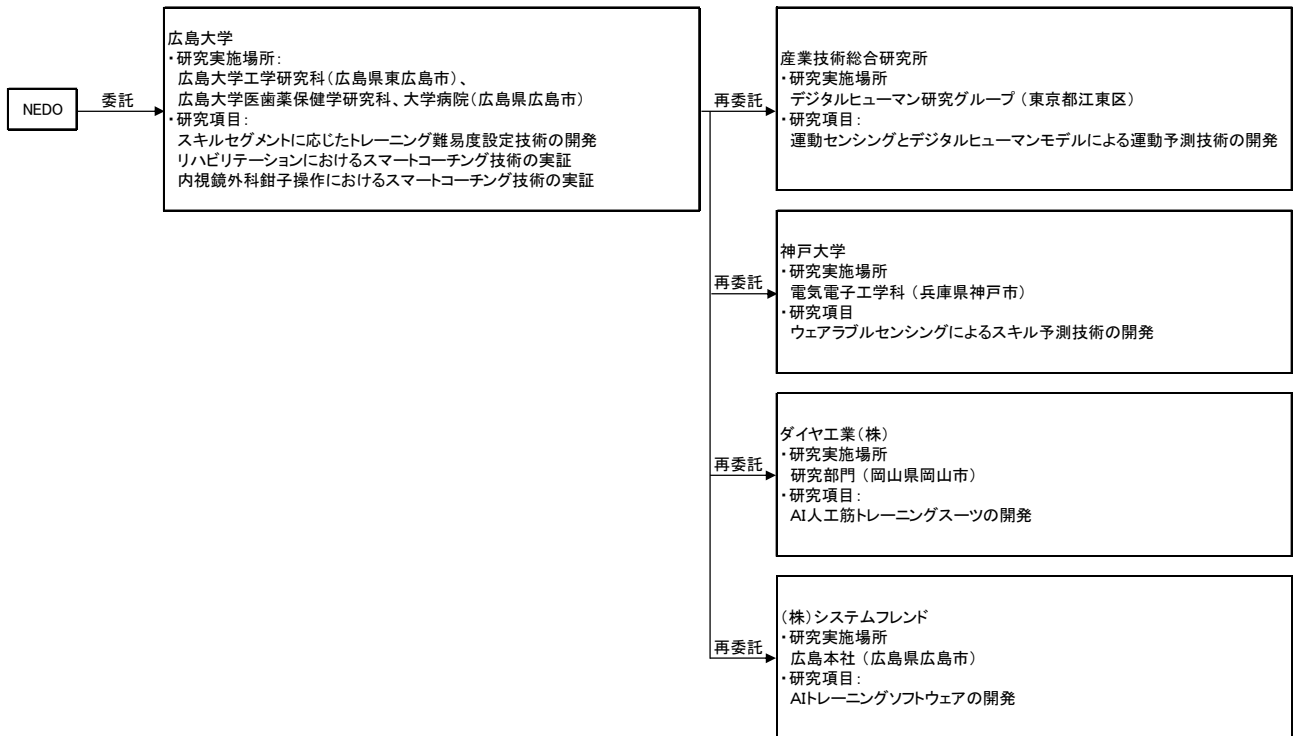 NEDO
委託
広島大学
・研究実施場所：
広島大学工学研究科（広島県東広島市）、
広島大学医歯薬保健学研究科、大学病院（広島県広島市）
・研究項目：
スキルセグメントに応じたトレーニング難易度設定技術の開発
リハビリテーションにおけるスマートコーチング技術の実証
内視鏡外科鉗子操作におけるスマートコーチング技術の実証
再委託
産業技術総合研究所
・研究実施場所
デジタルヒューマン研究グループ （東京都江東区）
・研究項目：
運動センシングとデジタルヒューマンモデルによる運動予測技術の開発
再委託
神戸大学
・研究実施場所
電気電子工学科 （兵庫県神戸市）
・研究項目
ウェアラブルセンシングによるスキル予測技術の開発
再委託
ダイヤ工業（株）
・研究実施場所
研究部門 （岡山県岡山市）
・研究項目：
AI人工筋トレーニングスーツの開発
再委託
（株）システムフレンド
・研究実施場所
広島本社 （広島県広島市）
・研究項目：
AIトレーニングソフトウェアの開発